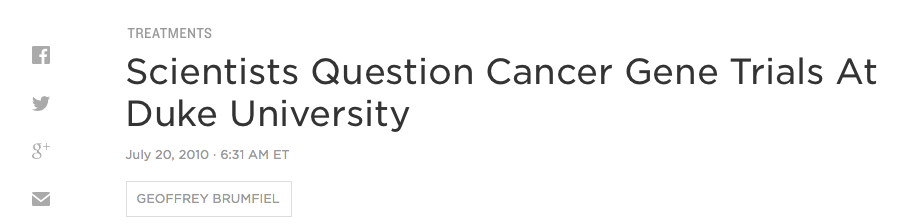 TREATMENTS
Scientists Question Cancer Gene Trials At
Duke University
July 20, 2010 · 6:31 AM ET
GEOFFREY BRUMFIEL
g+